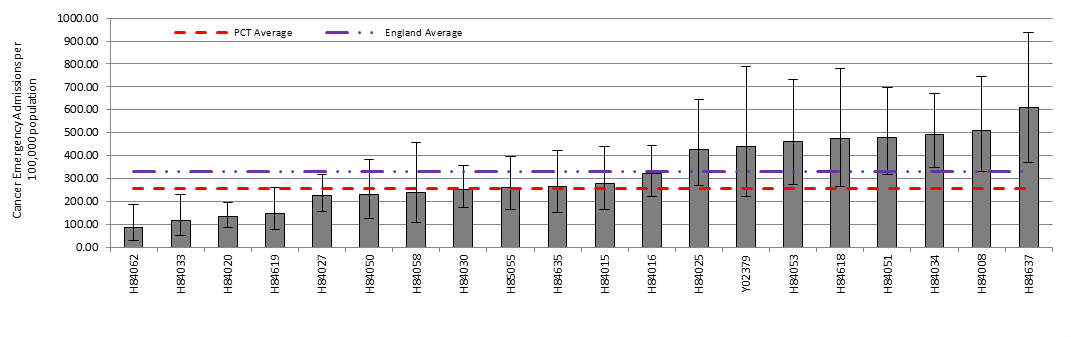 Cancer Emergency Admissions per
100,000 population
1000.00
900.00
800.00
700.00
600.00
500.00
400.00
300.00
200.00
100.00
0.00
PCT Average
England Average
H84062
H84033
H84020
H84619
H84027
H84050
H84058
H84030
H85055
H84635
H84015
H84016
H84025
Y02379
H84053
H84618
H84051
H84034
H84008
H84637